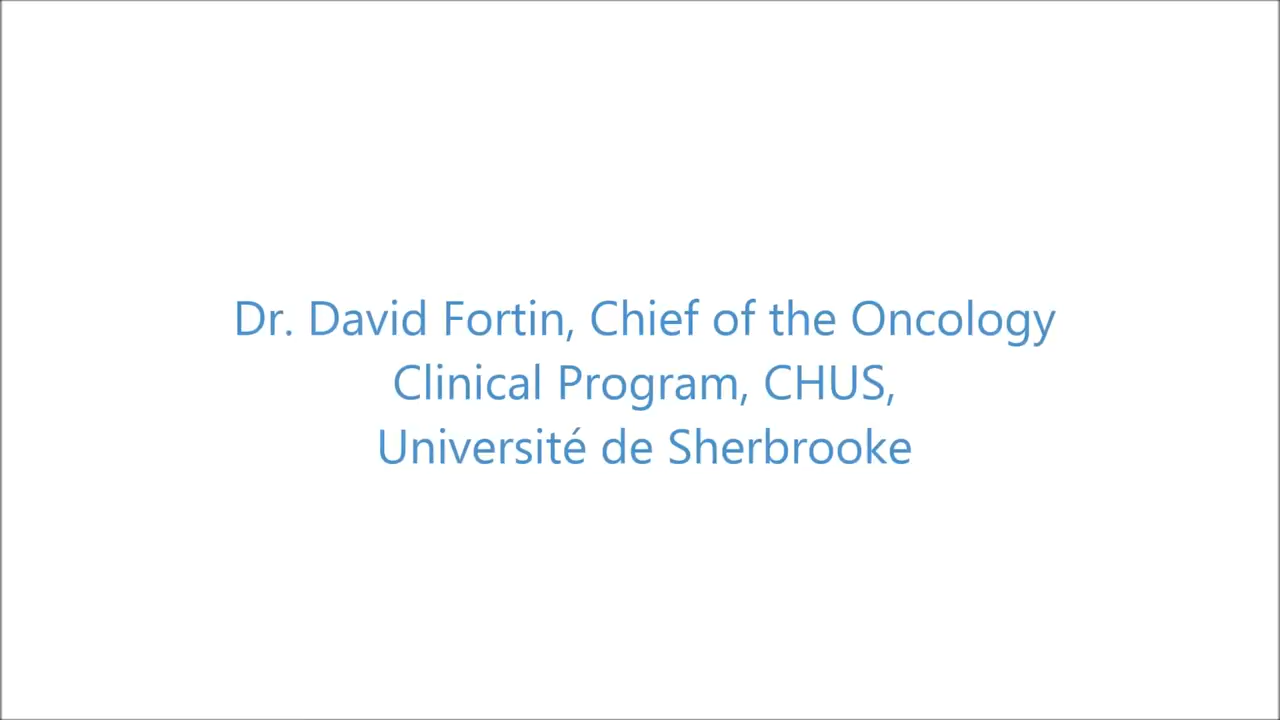 Dr. David Fortin, Chief of the Oncology
Clinical Program, CHUS,
Université de Sherbrooke